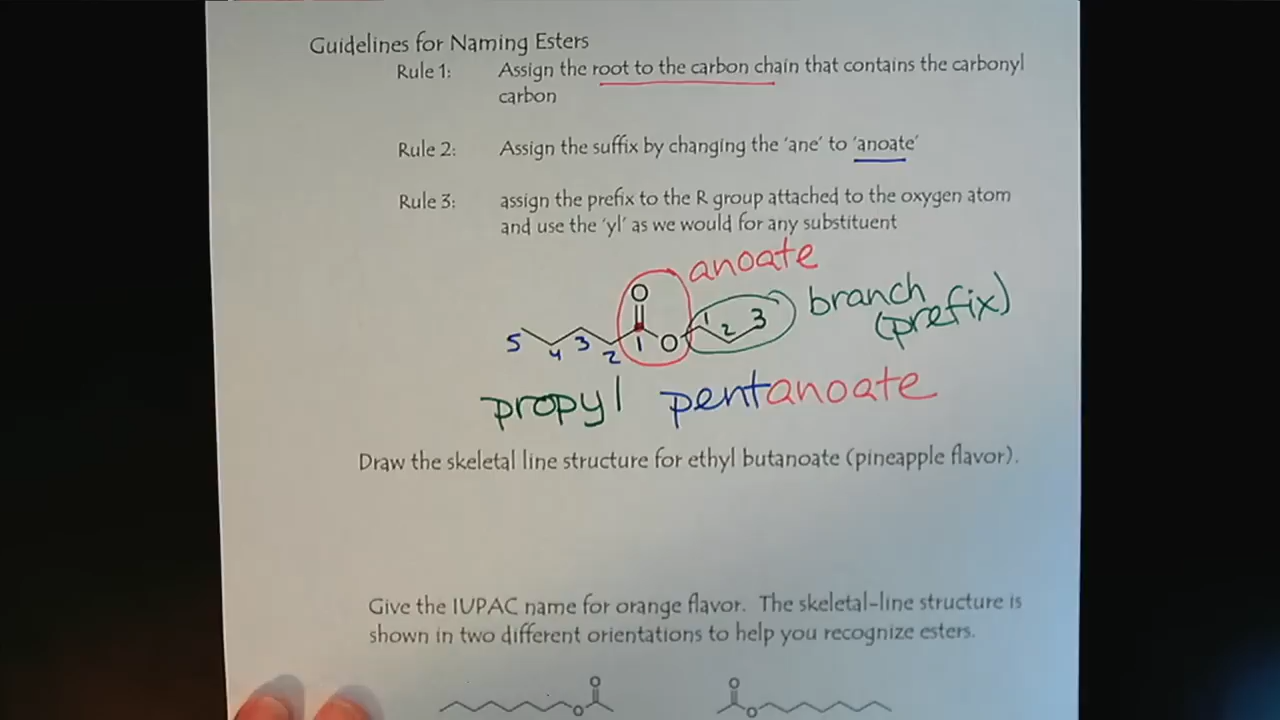 Guidelines for Naming Esters
Rule 1: Assign the root to the carbon chain that contains the carbonyl
carbon
Rule 2: Assign the suffix by changing the ‘ane’ to ‘anoate’
Rule 3: assign the prefix to the R group attached to the oxygen atom
and use the ‘yl’ as we would for any substituent
anoate
O
branch
(prefix)
5 4 3 2 1 O 1 2 3
propyl pentanoate
Draw the skeletal line structure for ethyl butanoate (pineapple flavor).
Give the IUPAC name for orange flavor. The skeletal-line structure is
shown in two different orientations to help you recognize esters.
O O
O O